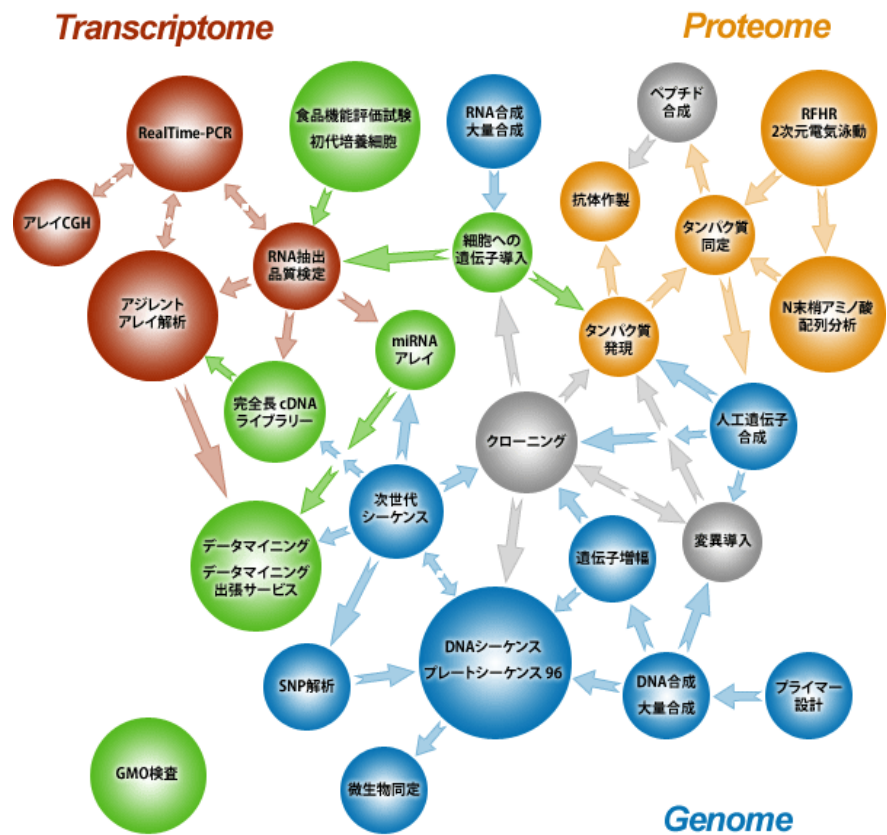 Transcriptome
Proteome
RealTime-PCR
食品機能評価試験
初代培養細胞
RNA合成
大量合成
ペプチド
合成
RFHR
2次元電気泳動
アレイCGH
RNA抽出
品質検定
細胞への
遺伝子導入
抗体作製
タンパク質
同定
アジレント
アレイ解析
miRNA
アレイ
タンパク質
発現
N末梢アミノ酸
配列分析
完全長 cDNA
ライブラリー
クローニング
人工遺伝子
合成
次世代
シーケンス
データマイニング
データマイニング
出張サービス
遺伝子増幅
変異導入
SNP解析
DNAシーケンス
プレートシーケンス 96
DNA合成
大量合成
プライマー
設計
GMO検査
微生物同定
Genome